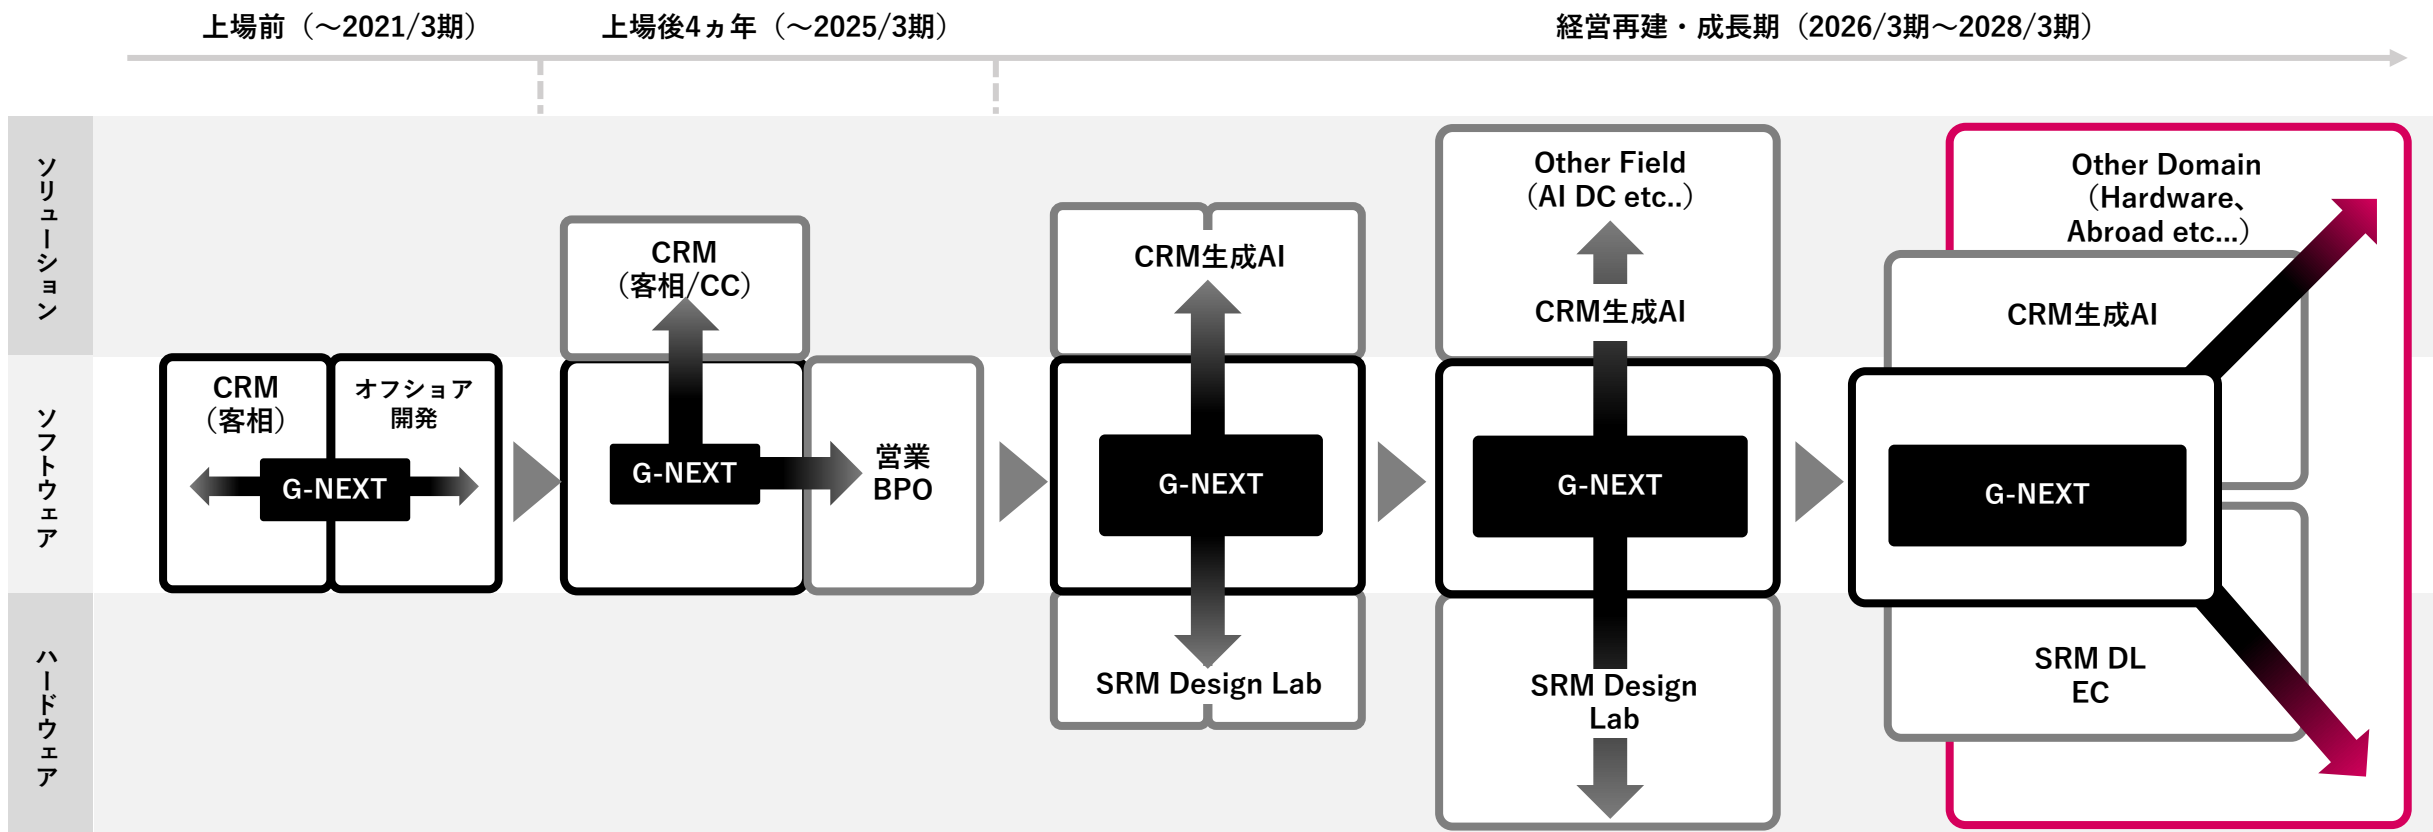 上場前（～2021/3期）
上場後4ヵ年（～2025/3期）
経営再建・成長期（2026/3期～2028/3期）
ソリューション
ソフトウェア
ハードウェア
CRM
（客相）
オフショア
開発
G-NEXT
CRM
（客相/CC）
G-NEXT
営業
BPO
CRM生成AI
G-NEXT
SRM Design Lab
Other Field
（AI DC etc..）
CRM生成AI
G-NEXT
SRM Design
Lab
Other Domain
（Hardware、
Abroad etc...）
CRM生成AI
G-NEXT
SRM DL
EC